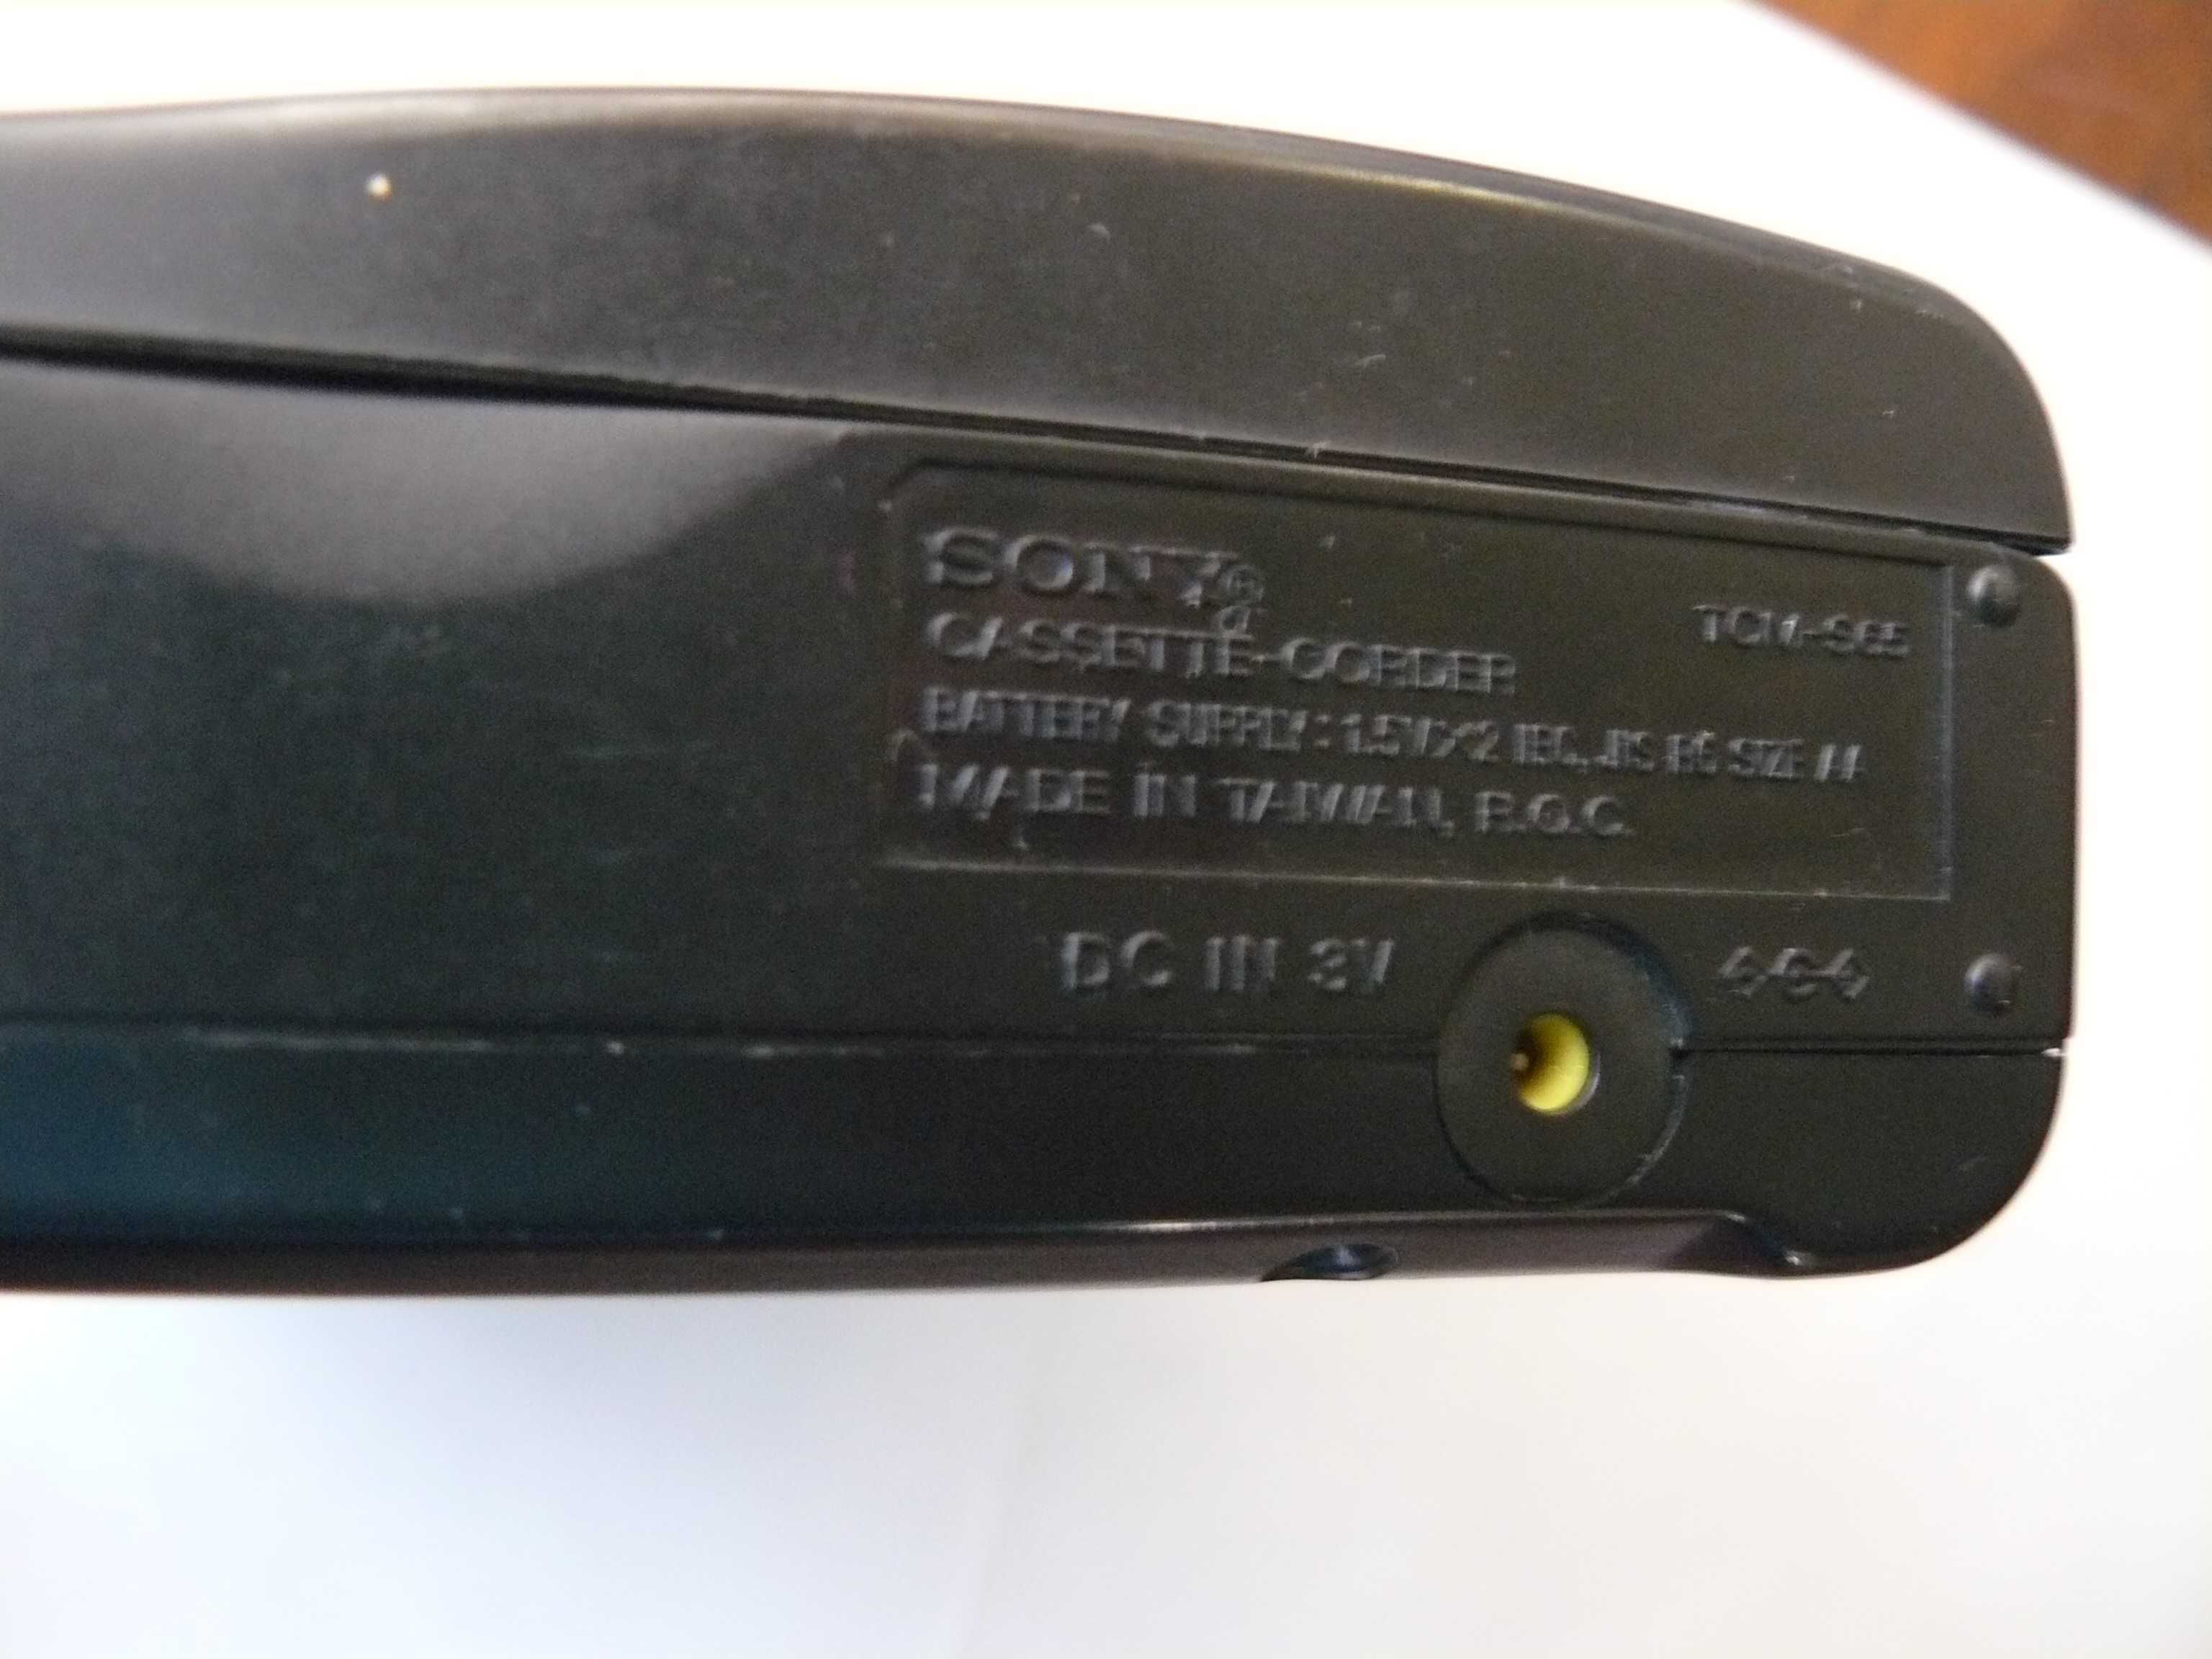 SONY®
CASSETTE-CORDER
TCM-S65
BATTERY SUPPLY : 1.5V×2 IEC, JIS R6 SIZE AA
MADE IN TAIWAN, R.O.C.
DC IN 3V